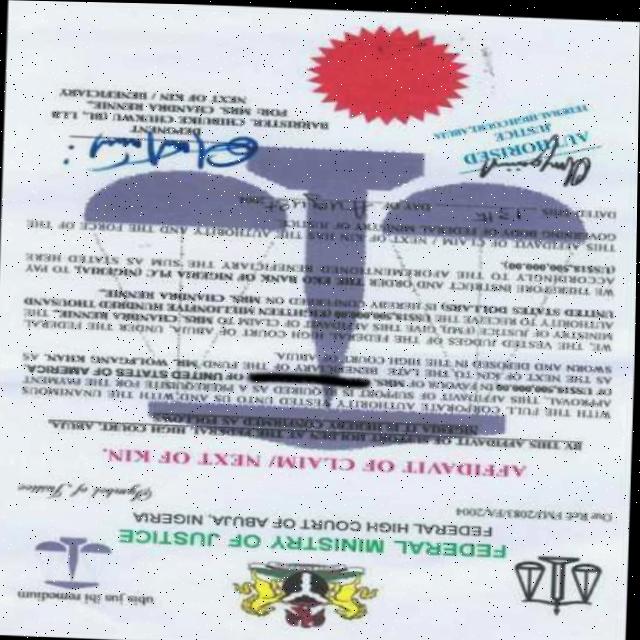 ubis jus ibi remedium
FEDERAL MINISTRY OF JUSTICE
FEDERAL HIGH COURT OF ABUJA, NIGERIA
Our Ref: FMJ/2083/FA/2004
Symbol of Justice
AFFIDAVIT OF CLAIM/ NEXT OF KIN.
BY THIS AFFIDAVIT OF SUPPORT HOLDEN AT THE FEDERAL HIGH COURT, ABUJA,
NIGERIA IT IS HEREBY CONFIRMED AS FOLLOWS
WITH THE FULL CORPORATE AUTHORITY VESTED UNTO US AND WITH THE UNANIMOUS
APPROVAL, THIS AFFIDAVIT OF SUPPORT IS ACCORDED AS A PREREQUISITE FOR THE PAYMENT
OF US$18,500,000.00 IN FAVOUR OF MRS. OF UNITED STATES OF AMERICA
AS THE NEXT OF KIN TO THE LATE BENEFICIARY OF THE FUND MR. WOLFGANG KHAN, AS
SWORN AND DEPOSED IN THE HIGH COURT OF ABUJA.
WE, THE VESTED JUDGES OF THE FEDERAL HIGH COURT OF ABUJA, UNDER THE FEDERAL
MINISTRY OF JUSTICE (FMJ), GIVE THIS AFFIDAVIT OF CLAIM TO MRS. CHANDRA RENNIE, THE
AUTHORITY TO RECEIVE THE (US$18,500,000.00 (EIGHTEEN MILLION, FIVE HUNDRED THOUSAND
UNITED STATES DOLLARS) IS HEREBY CONFERRED ON MRS. CHANDRA RENNIE.
WE THEREFORE INSTRUCT AND ORDER THE BANK OF NIGERIA PLC (NIGERIA), TO PAY
ACCORDINGLY TO THE AFOREMENTIONED BENEFICIARY THE SUM AS STATED HERE
(US$18,500,000.00)
THIS AFFIDAVIT OF CLAIM / NEXT OF KIN HAS THE AUTHORITY AND THE FORCE OF THE
GOVERNING BODY OF FEDERAL MINISTRY OF JUSTICE.
DATED THIS DAY OF August 2004
AUTHORISED
JUSTICE
FEDERAL HIGH COURT, ABUJA
DEPONENT
BARRISTER CHIBUIKE CHUKWU (BL, LLB
FOR: MRS. CHANDRA RENNIE,
NEXT OF KIN / BENEFICIARY